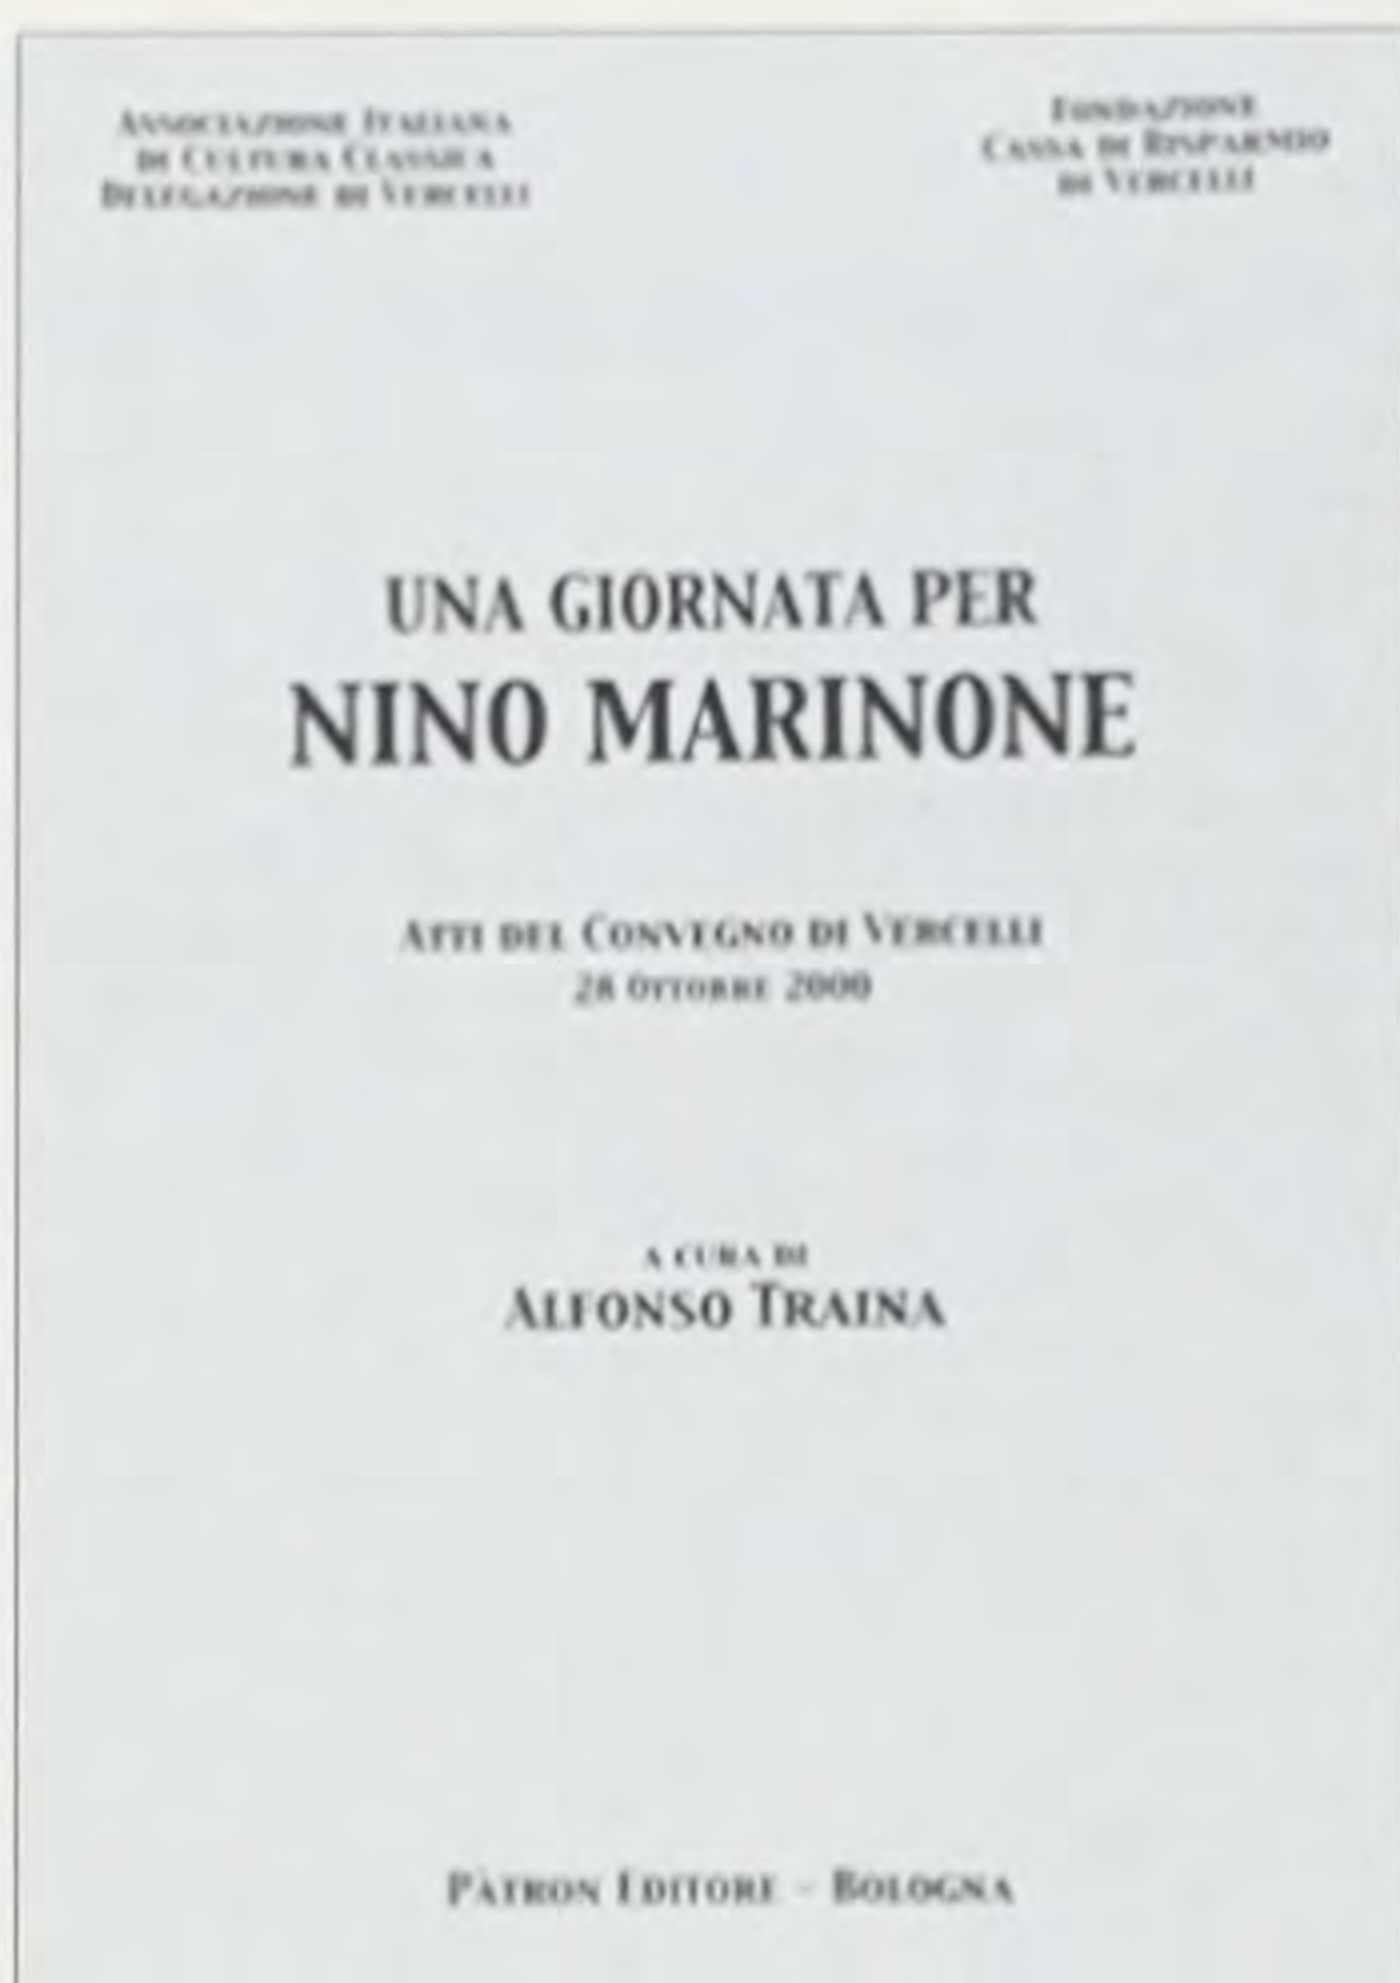 Associazione Italiana
di Cultura Classica
Delegazione di Vercelli
Fondazione
Cassa di Risparmio
di Vercelli
UNA GIORNATA PER
NINO MARINONE
Atti del Convegno di Vercelli
28 Ottobre 2000
a cura di
Alfonso Traina
Pàtron Editore - Bologna